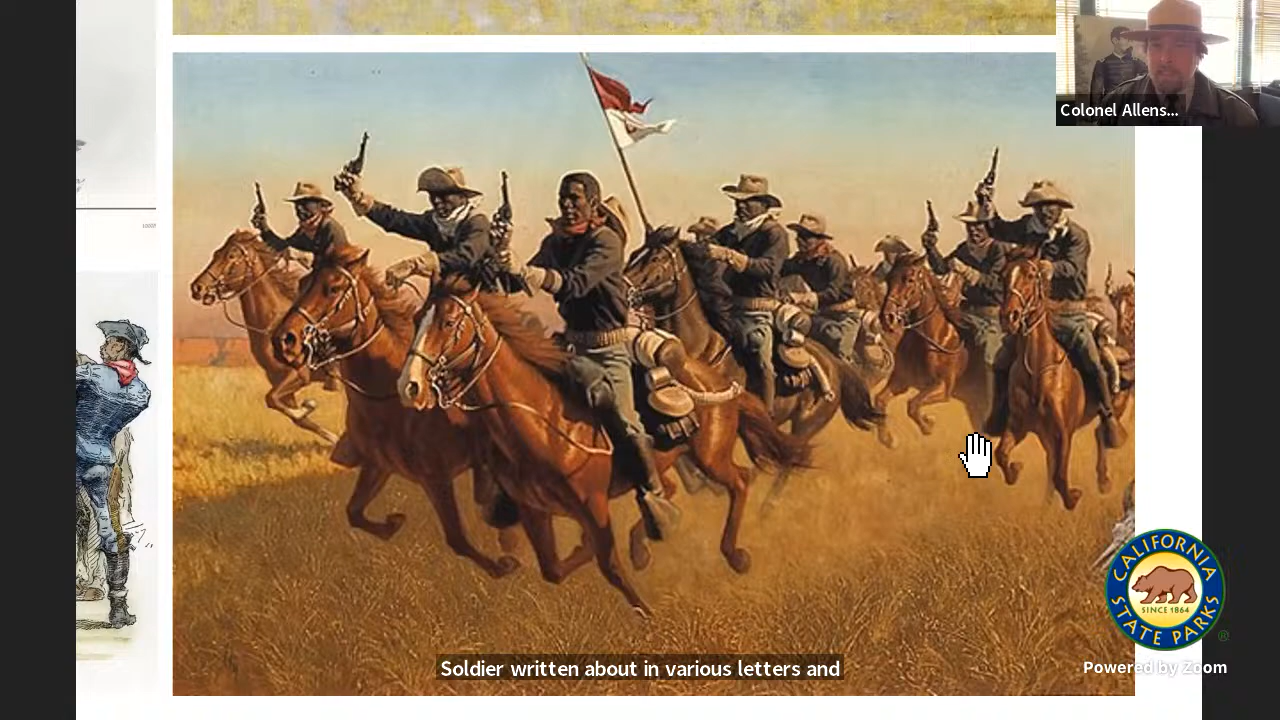 Colonel Allens...
CALIFORNIA
SINCE 1864
STATE PARKS
®
Soldier written about in various letters and
Powered by Zoom